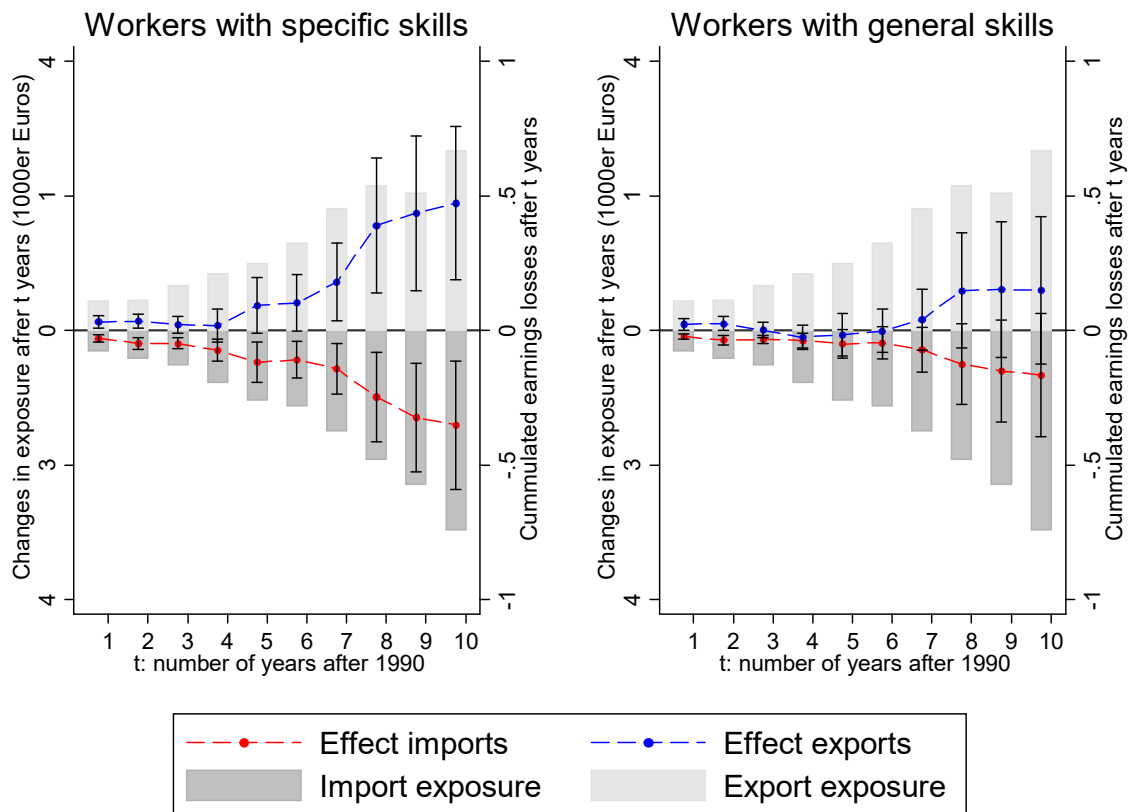 Workers with specific skills
Changes in exposure afrer t years (1000er Euros)
4
1
0
3
4
1
.5
0
-.5
-1
Cummulated earnings losses after t years
1 2 3 4 5 6 7 8 9 10
t: number of years after 1990
Workers with general skills
Changes in exposure afrer t years (1000er Euros)
4
1
0
3
4
1
.5
0
-.5
-1
Cummulated earnings losses after t years
1 2 3 4 5 6 7 8 9 10
t: number of years after 1990
Effect imports
Effect exports
Import exposure
Export exposure